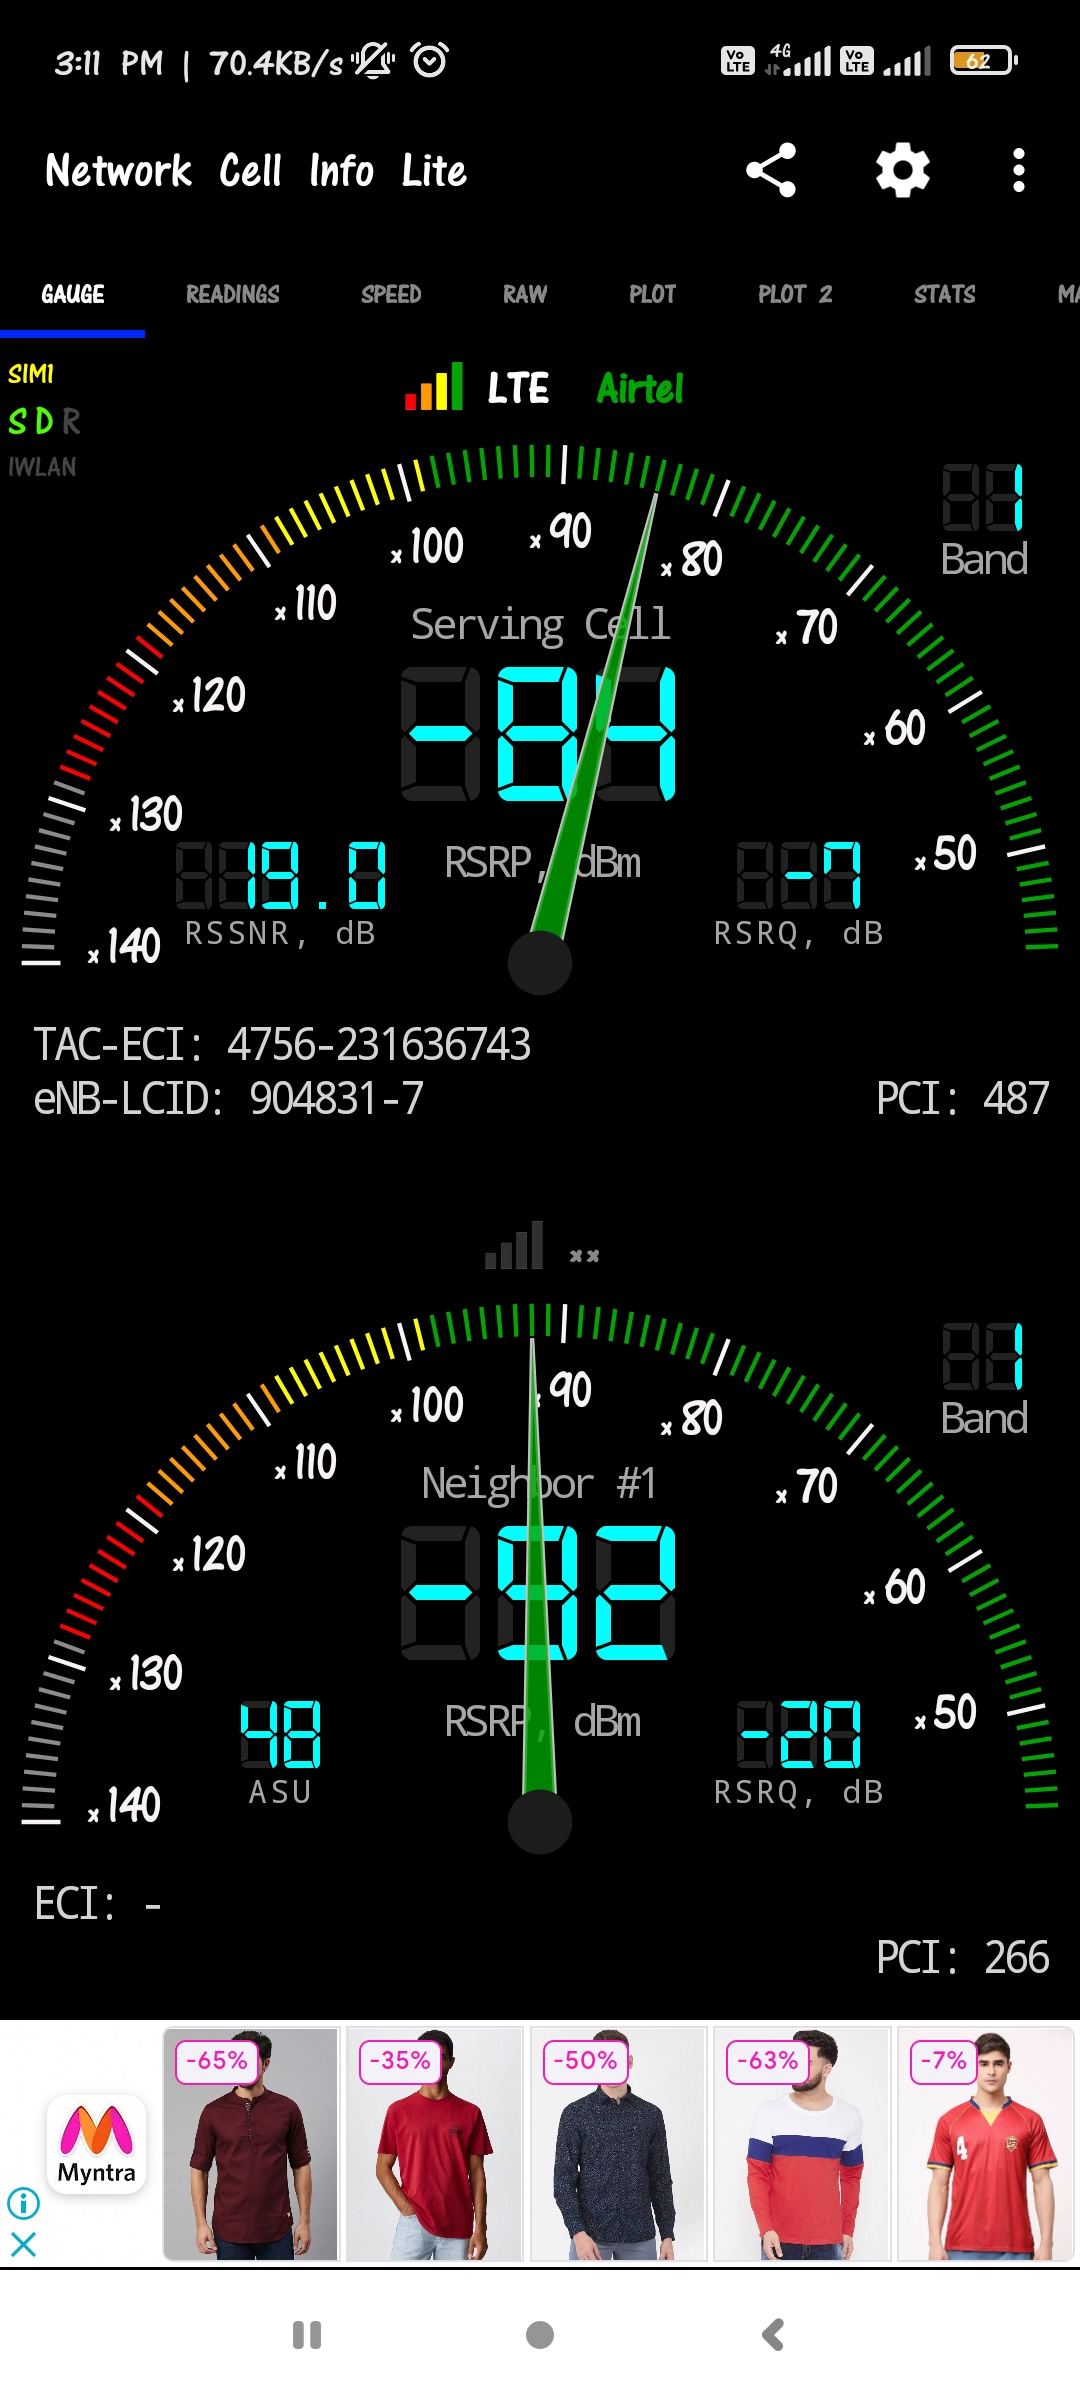 3:11 PM | 70.4KB/s
Vo LTE 4G Vo LTE 62
Network Cell Info Lite
GAUGE READINGS SPEED RAW PLOT PLOT 2 STATS MA
SIM1
S D R
IWLAN
LTE Airtel
1
Band
x 140
x 130
x 120
x 110
x 100
x 90
x 80
x 70
x 60
x 50
Serving Cell
-84
RSRP, dBm
19.0
RSSNR, dB
-7
RSRQ, dB
TAC-ECI: 4756-231636743
eNB-LCID: 904831-7
PCI: 487
xx
1
Band
x 140
x 130
x 120
x 110
x 100
x 90
x 80
x 70
x 60
x 50
Neighbor #1
-92
RSRP, dBm
48
ASU
-20
RSRQ, dB
ECI: -
PCI: 266
Myntra
-65% -35% -50% -63% -7%
4